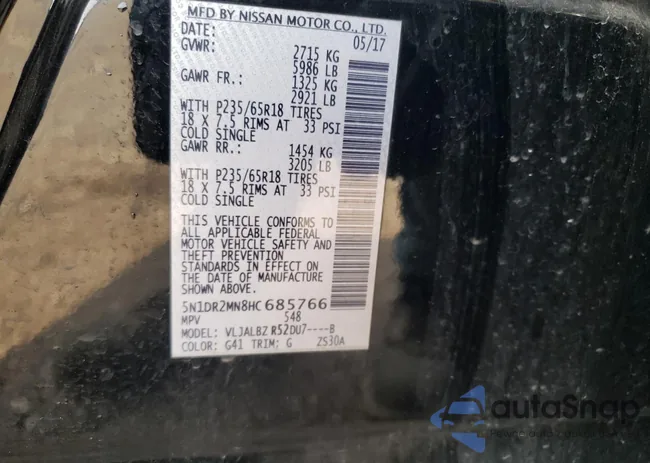 MFD BY NISSAN MOTOR CO., LTD.
DATE: 05/17
GVWR: 2715 KG
5986 LB
GAWR FR.: 1325 KG
2921 LB
WITH P235/65R18 TIRES
18 X 7.5 RIMS AT 33 PSI
COLD SINGLE
GAWR RR.: 1454 KG
3205 LB
WITH P235/65R18 TIRES
18 X 7.5 RIMS AT 33 PSI
COLD SINGLE
THIS VEHICLE CONFORMS TO
ALL APPLICABLE FEDERAL
MOTOR VEHICLE SAFETY AND
THEFT PREVENTION
STANDARDS IN EFFECT ON
THE DATE OF MANUFACTURE
SHOWN ABOVE.
5N1DR2MN8HC 685766
MPV 548
MODEL: VLJALBZ R52DU7----B
COLOR: G41 TRIM; G ZS30A
autoSnap